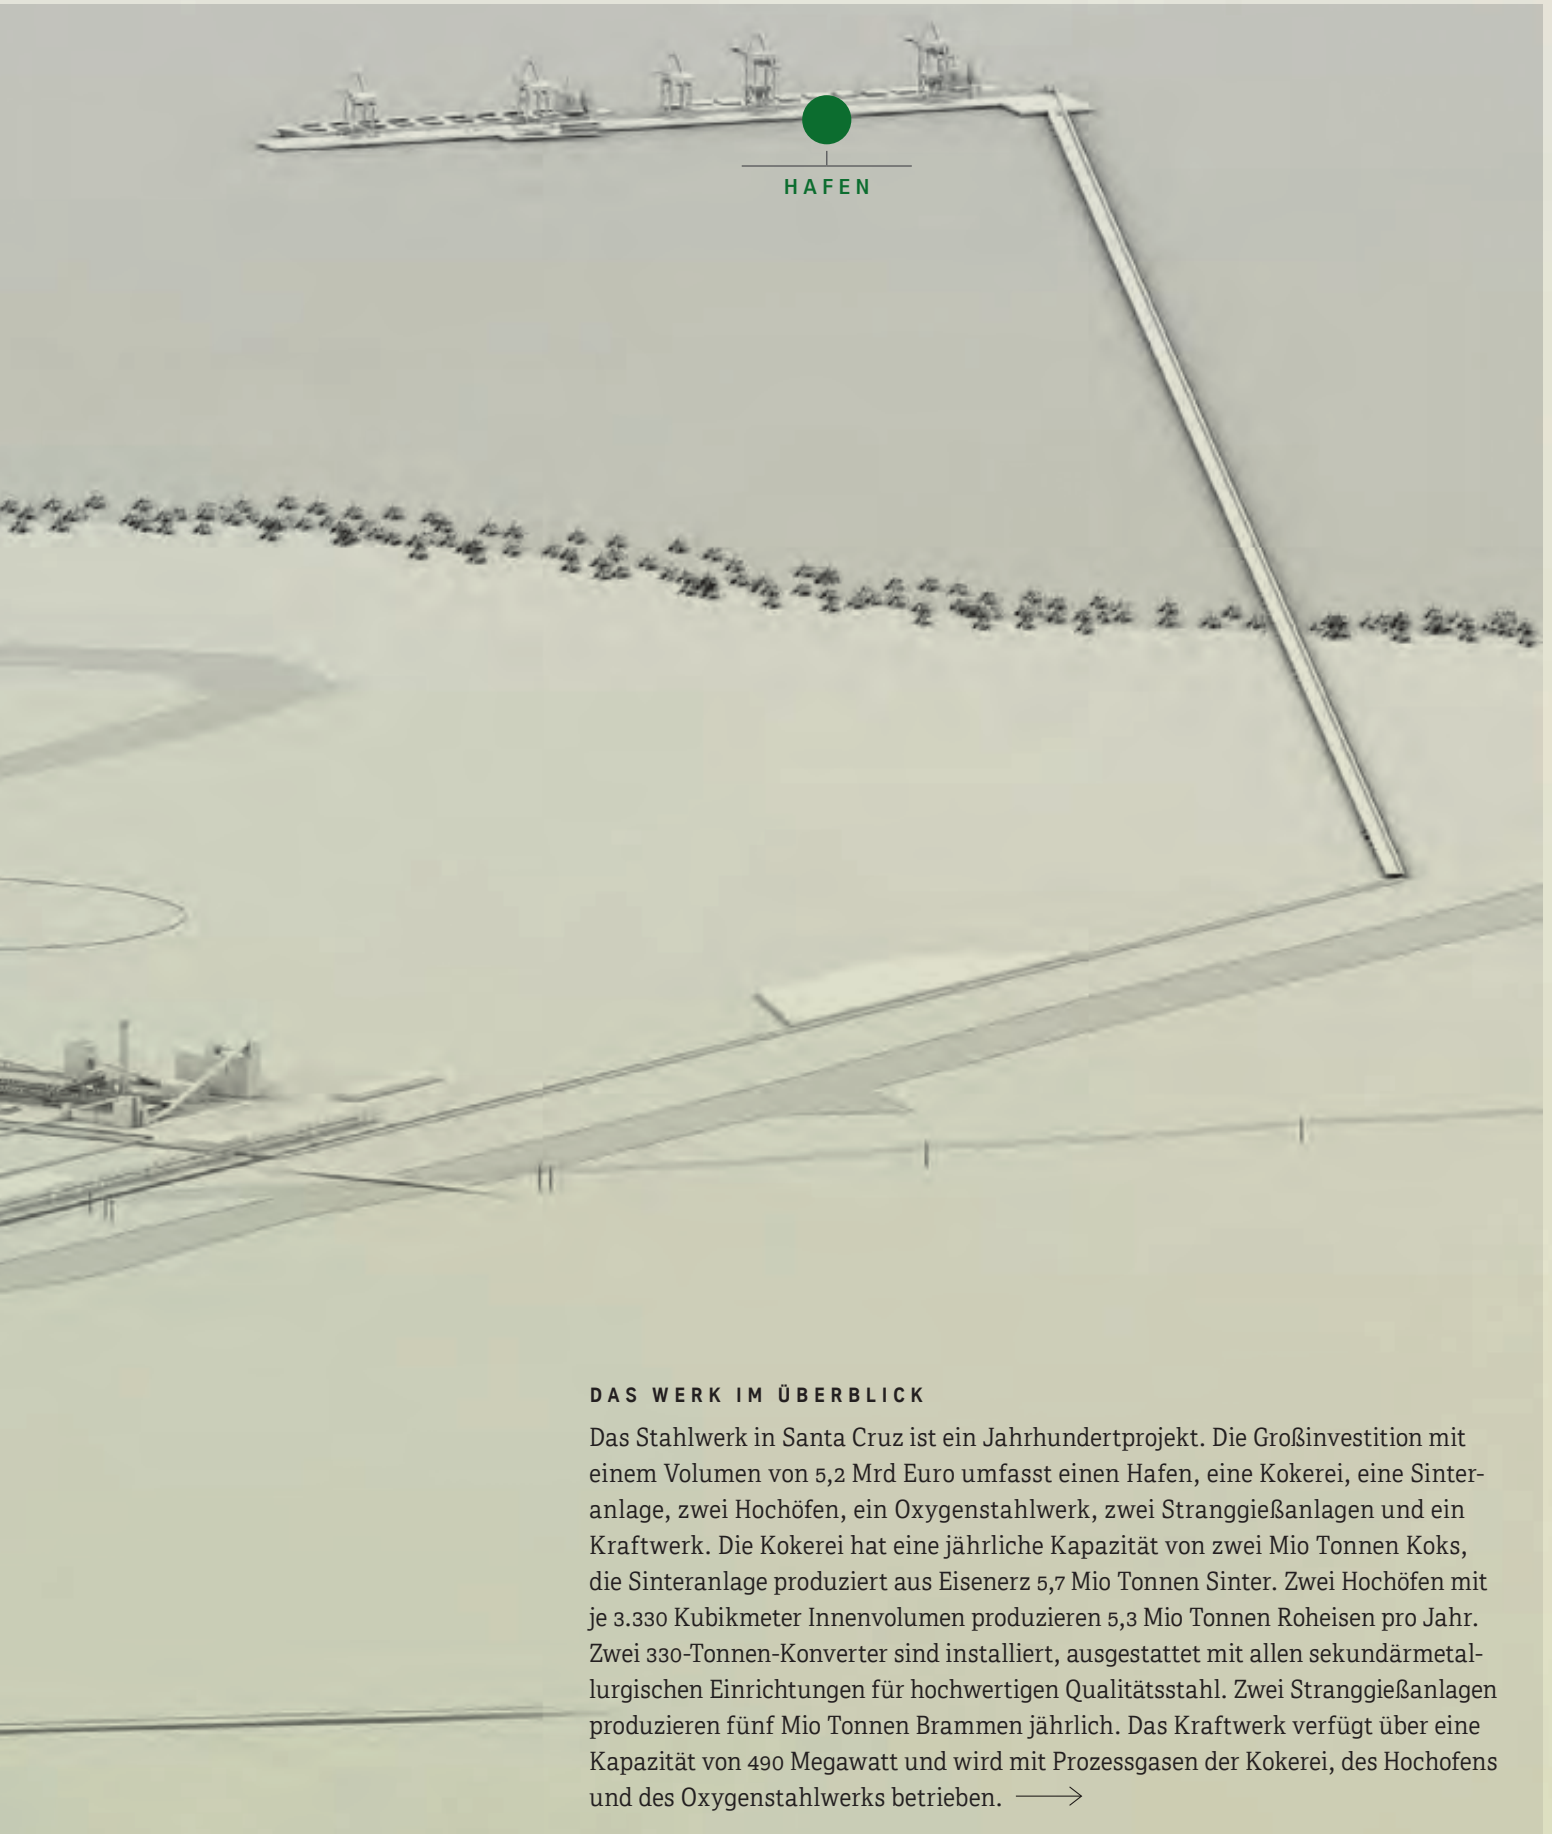 HAFEN
DAS WERK IM ÜBERBLICK
Das Stahlwerk in Santa Cruz ist ein Jahrhundertprojekt. Die Großinvestition mit
einem Volumen von 5,2 Mrd Euro umfasst einen Hafen, eine Kokerei, eine Sinter-
anlage, zwei Hochöfen, ein Oxygenstahlwerk, zwei Stranggießanlagen und ein
Kraftwerk. Die Kokerei hat eine jährliche Kapazität von zwei Mio Tonnen Koks,
die Sinteranlage produziert aus Eisenerz 5,7 Mio Tonnen Sinter. Zwei Hochöfen mit
je 3.330 Kubikmeter Innenvolumen produzieren 5,3 Mio Tonnen Roheisen pro Jahr.
Zwei 330-Tonnen-Konverter sind installiert, ausgestattet mit allen sekundärmetal-
lurgischen Einrichtungen für hochwertigen Qualitätsstahl. Zwei Stranggießanlagen
produzieren fünf Mio Tonnen Brammen jährlich. Das Kraftwerk verfügt über eine
Kapazität von 490 Megawatt und wird mit Prozessgasen der Kokerei, des Hochofens
und des Oxygenstahlwerks betrieben.